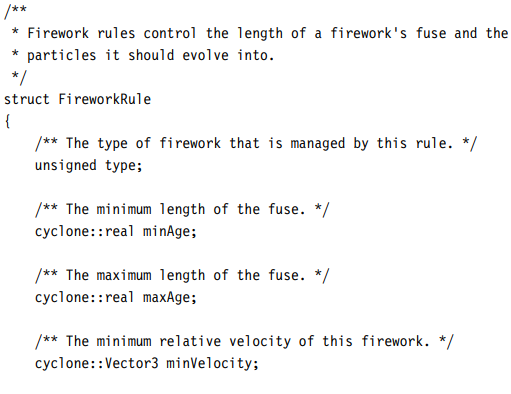 /**
 * Firework rules control the length of a firework's fuse and the
 * particles it should evolve into.
 */
struct FireworkRule
{
    /** The type of firework that is managed by this rule. */
    unsigned type;

    /** The minimum length of the fuse. */
    cyclone::real minAge;

    /** The maximum length of the fuse. */
    cyclone::real maxAge;

    /** The minimum relative velocity of this firework. */
    cyclone::Vector3 minVelocity;